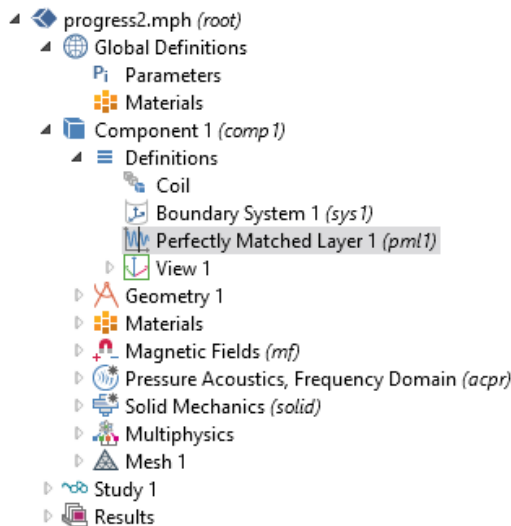 progress2.mph (root)
Global Definitions
Pi Parameters
Materials
Component 1 (comp1)
Definitions
Coil
Boundary System 1 (sys1)
Perfectly Matched Layer 1 (pml1)
View 1
Geometry 1
Materials
Magnetic Fields (mf)
Pressure Acoustics, Frequency Domain (acpr)
Solid Mechanics (solid)
Multiphysics
Mesh 1
Study 1
Results